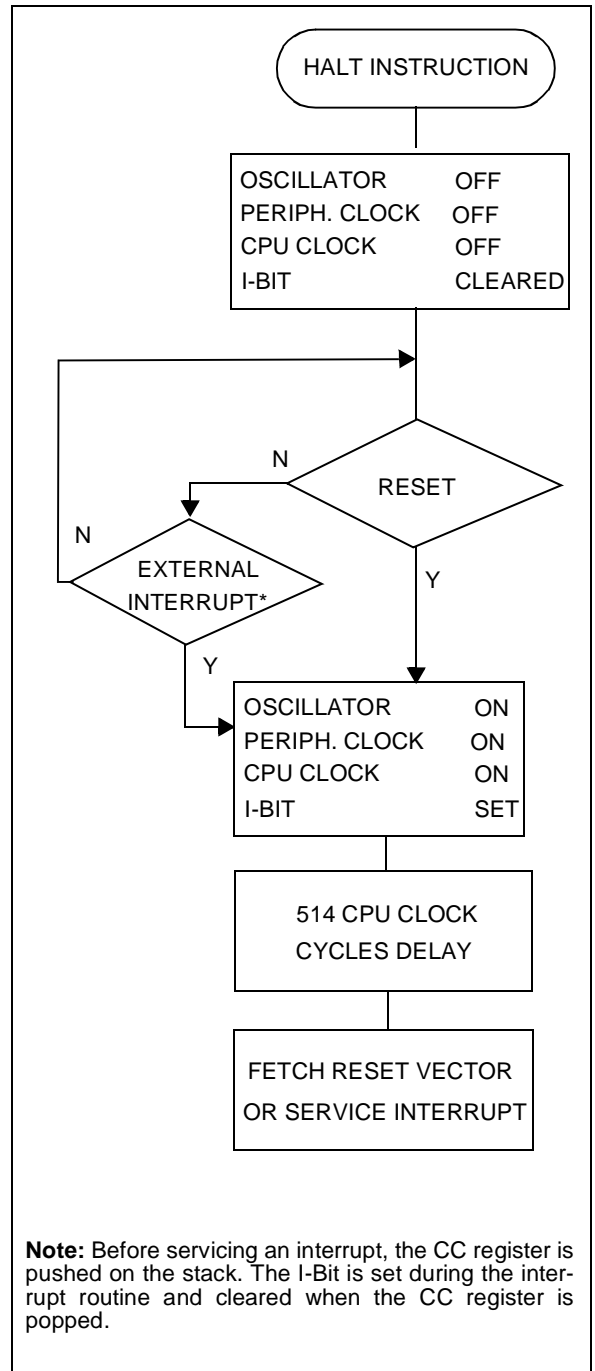 HALT INSTRUCTION
OSCILLATOR OFF
PERIPH. CLOCK OFF
CPU CLOCK OFF
I-BIT CLEARED
N
RESET
N
EXTERNAL
INTERRUPT*
Y
Y
OSCILLATOR ON
PERIPH. CLOCK ON
CPU CLOCK ON
I-BIT SET
514 CPU CLOCK
CYCLES DELAY
FETCH RESET VECTOR
OR SERVICE INTERRUPT
Note: Before servicing an interrupt, the CC register is
pushed on the stack. The I-Bit is set during the inter-
rupt routine and cleared when the CC register is
popped.